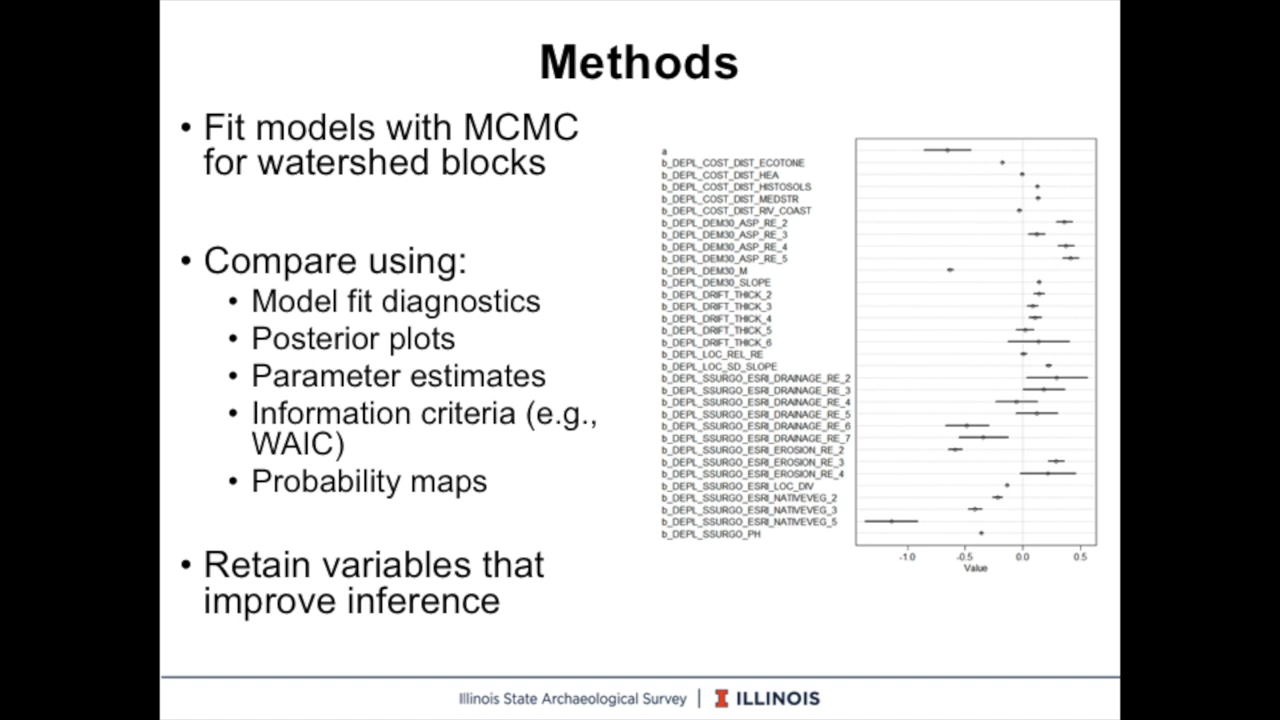 Methods
• Fit models with MCMC
for watershed blocks
• Compare using:
• Model fit diagnostics
• Posterior plots
• Parameter estimates
• Information criteria (e.g.,
WAIC)
• Probability maps
• Retain variables that
improve inference
a
b_DEPL_COST_DIST_ECOTONE
b_DEPL_COST_DIST_HEA
b_DEPL_COST_DIST_HISTOSOLS
b_DEPL_COST_DIST_MEDSTR
b_DEPL_COST_DIST_RIV_COAST
b_DEPL_DEM30_ASP_RE_2
b_DEPL_DEM30_ASP_RE_3
b_DEPL_DEM30_ASP_RE_4
b_DEPL_DEM30_ASP_RE_5
b_DEPL_DEM30_M
b_DEPL_DEM30_SLOPE
b_DEPL_DRIFT_THICK_2
b_DEPL_DRIFT_THICK_3
b_DEPL_DRIFT_THICK_4
b_DEPL_DRIFT_THICK_5
b_DEPL_DRIFT_THICK_6
b_DEPL_LOC_REL_RE
b_DEPL_LOC_SD_SLOPE
b_DEPL_SSURGO_ESRI_DRAINAGE_RE_2
b_DEPL_SSURGO_ESRI_DRAINAGE_RE_3
b_DEPL_SSURGO_ESRI_DRAINAGE_RE_4
b_DEPL_SSURGO_ESRI_DRAINAGE_RE_5
b_DEPL_SSURGO_ESRI_DRAINAGE_RE_6
b_DEPL_SSURGO_ESRI_DRAINAGE_RE_7
b_DEPL_SSURGO_ESRI_EROSION_RE_2
b_DEPL_SSURGO_ESRI_EROSION_RE_3
b_DEPL_SSURGO_ESRI_EROSION_RE_4
b_DEPL_SSURGO_ESRI_LOC_DIV
b_DEPL_SSURGO_ESRI_NATIVEVEG_2
b_DEPL_SSURGO_ESRI_NATIVEVEG_3
b_DEPL_SSURGO_ESRI_NATIVEVEG_5
b_DEPL_SSURGO_PH
-1.0 -0.5 0.0 0.5
Value
Illinois State Archaeological Survey | I ILLINOIS